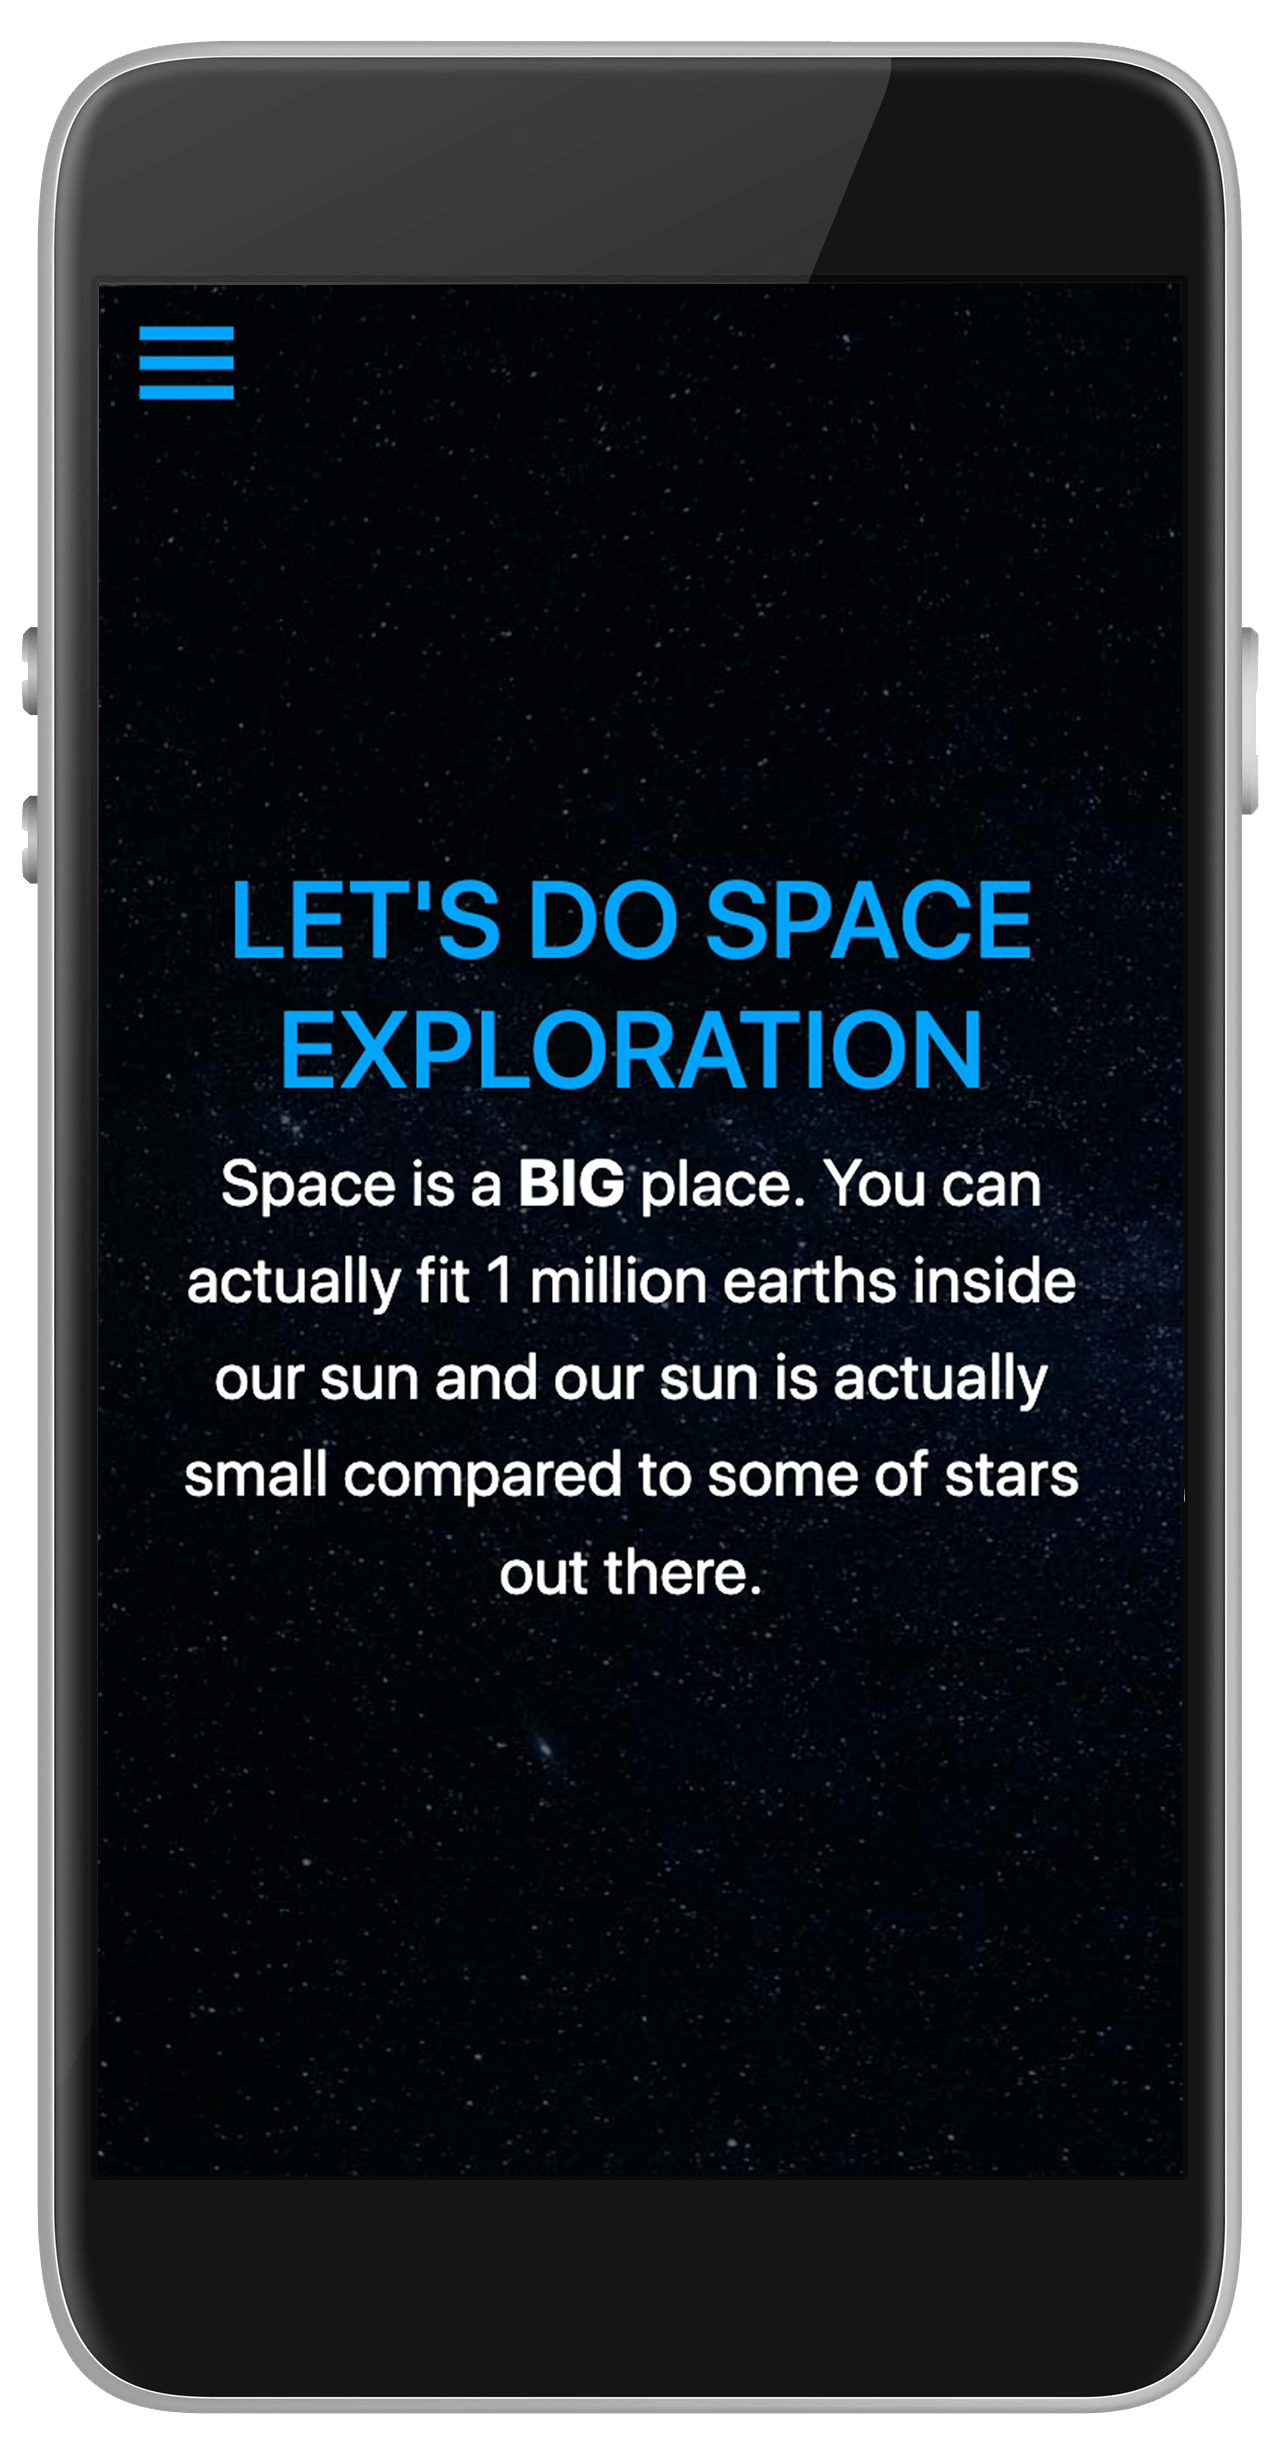 LET'S DO SPACE
EXPLORATION
Space is a BIG place. You can
actually fit 1 million earths inside
our sun and our sun is actually
small compared to some of stars
out there.